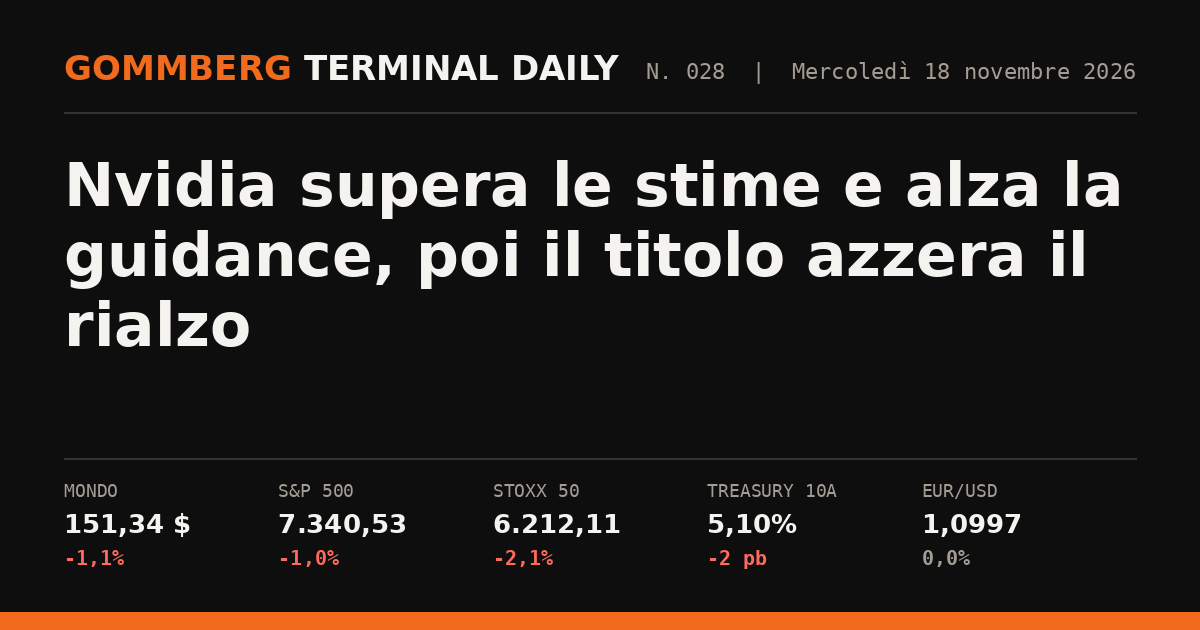 GOMMBERG TERMINAL DAILY N. 028 | Mercoledì 18 novembre 2026
Nvidia supera le stime e alza la
guidance, poi il titolo azzera il
rialzo
MONDO S&P 500 STOXX 50 TREASURY 10A EUR/USD
151,34 $ 7.340,53 6.212,11 5,10% 1,0997
-1,1% -1,0% -2,1% -2 pb 0,0%